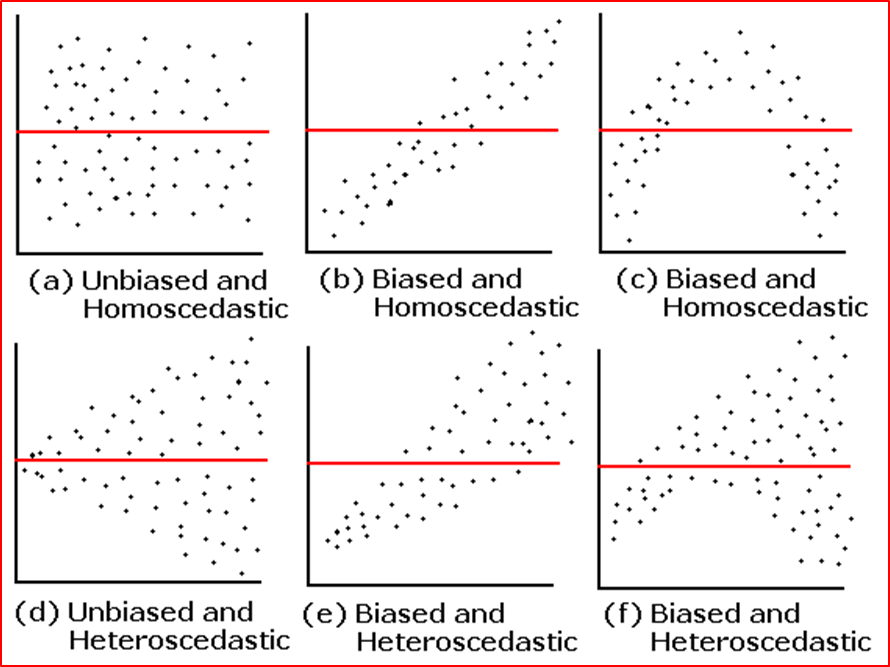 (a) Unbiased and
Homoscedastic
(b) Biased and
Homoscedastic
(c) Biased and
Homoscedastic
(d) Unbiased and
Heteroscedastic
(e) Biased and
Heteroscedastic
(f) Biased and
Heteroscedastic